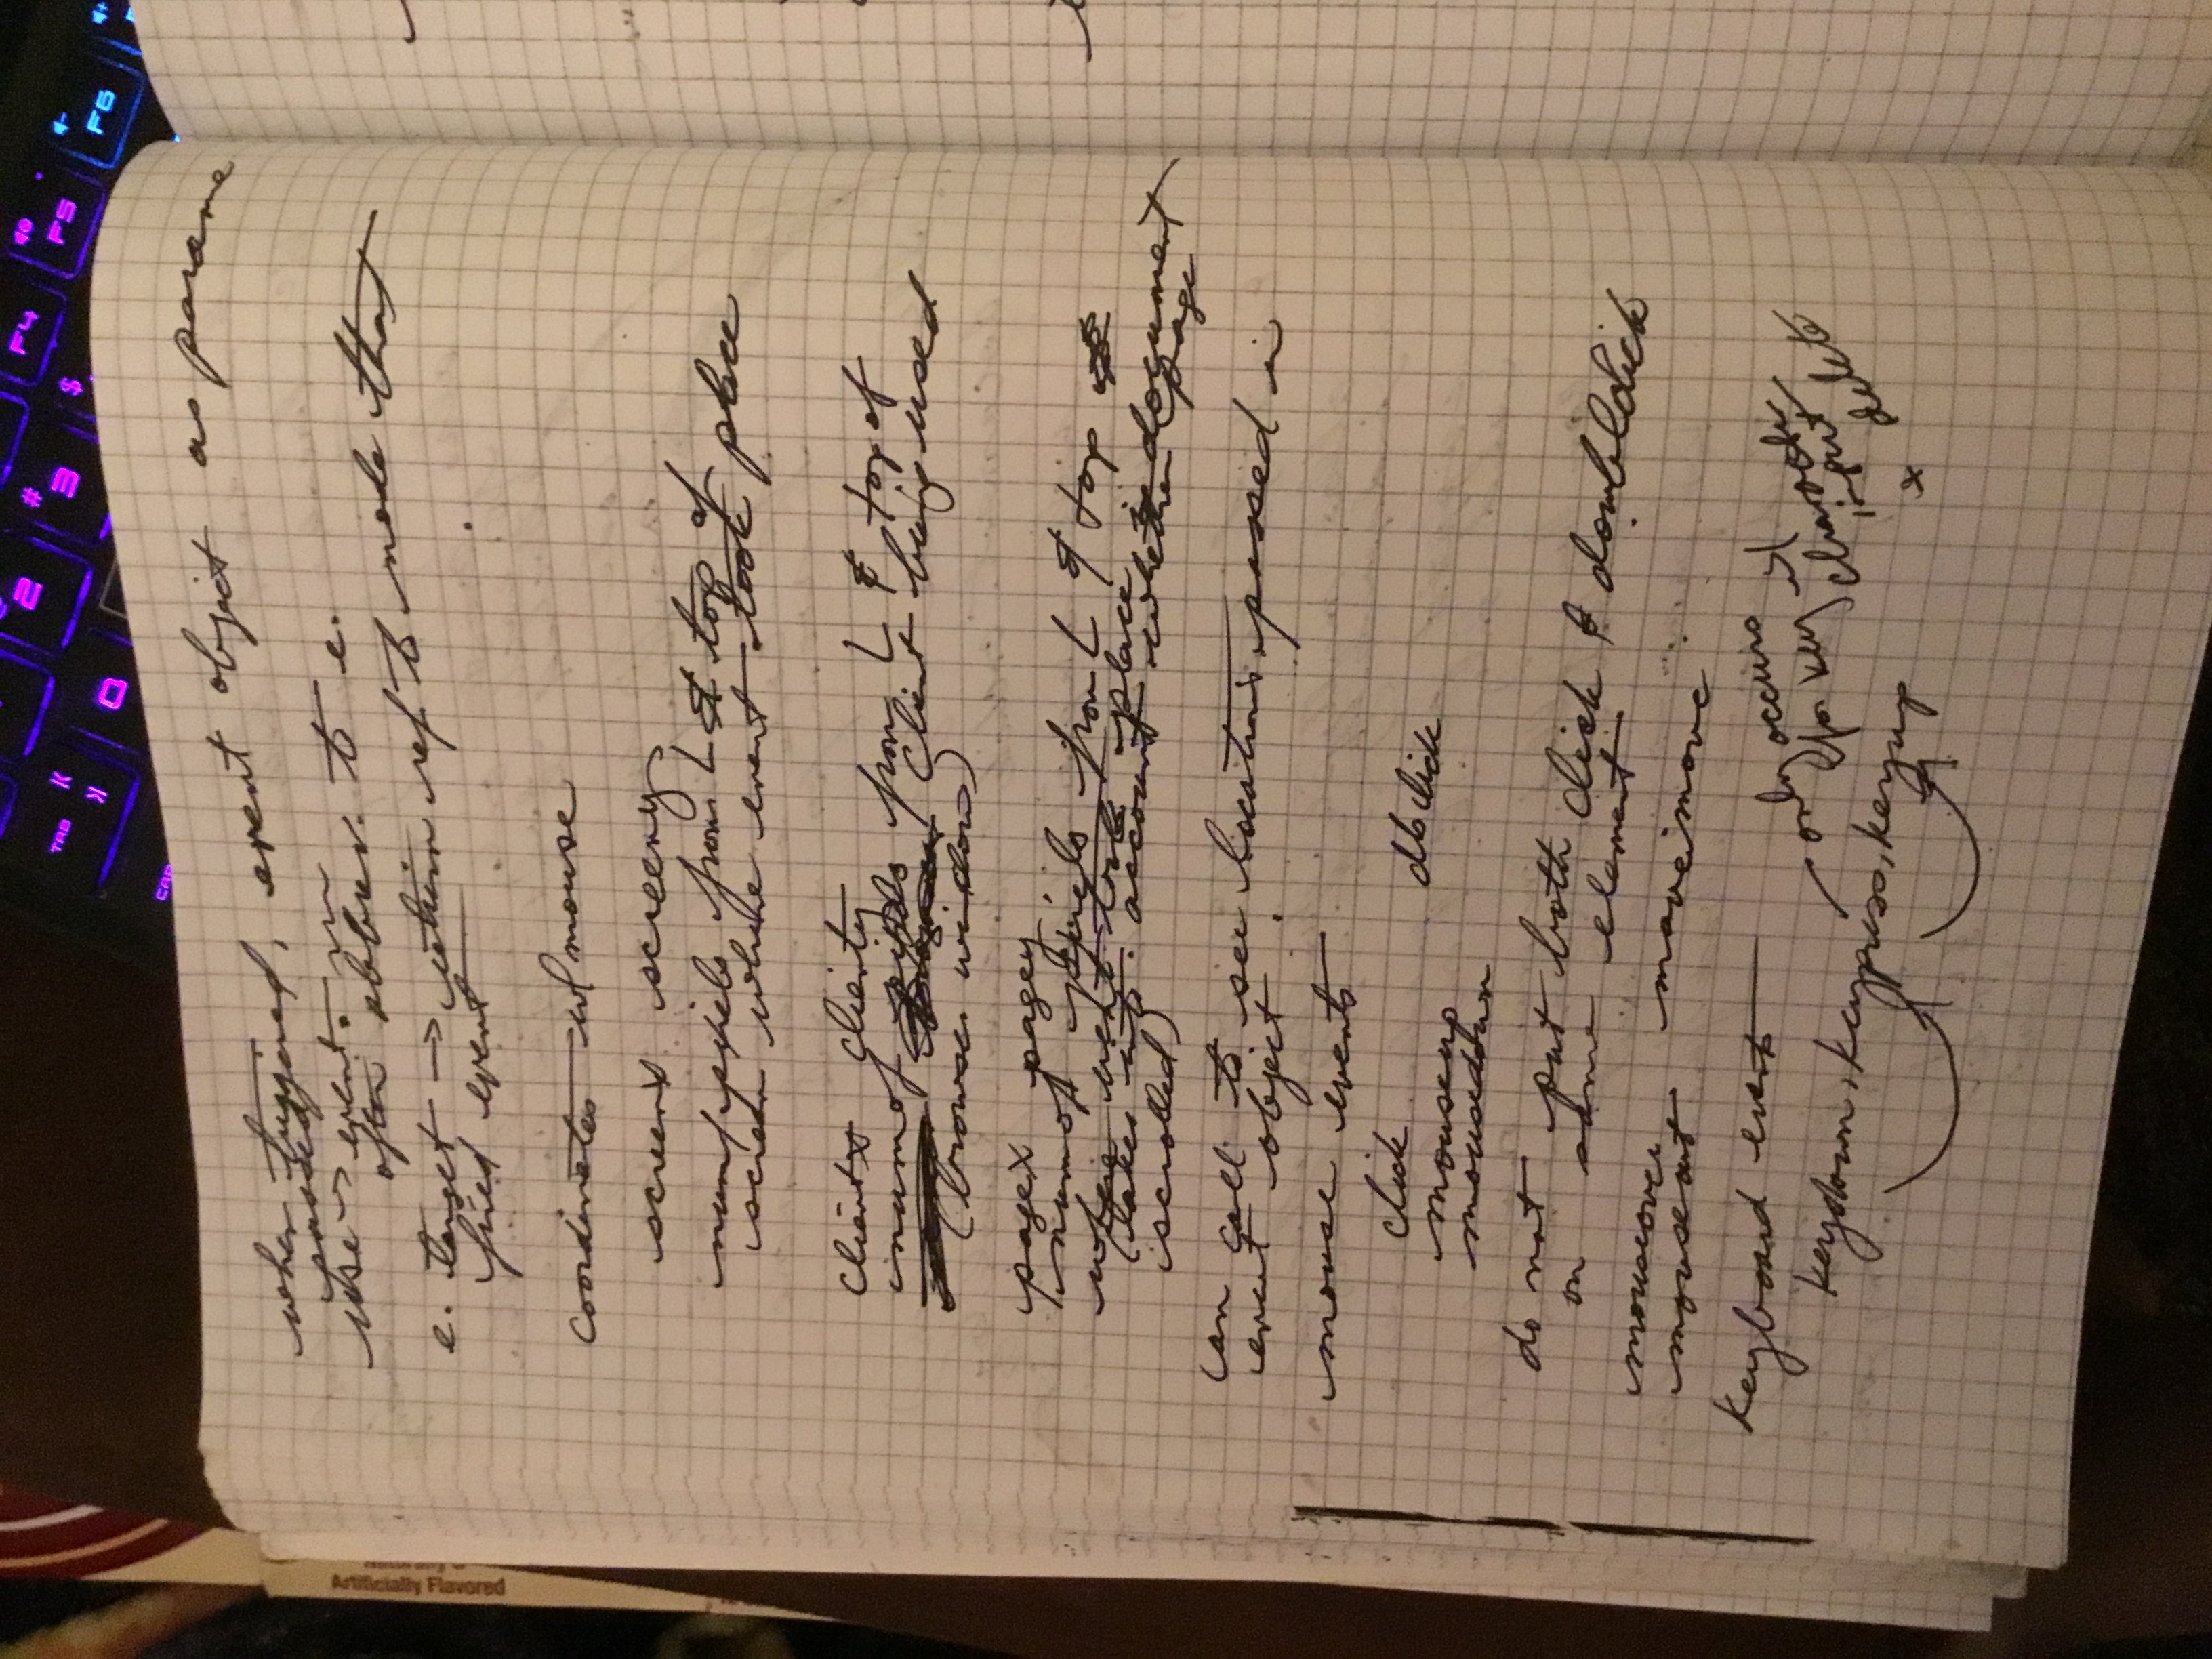 TAB
2
#
3
$
F4
F5
F6
Q
Artificially Flavored
when triggered, event object as parame
passed
use -> event.
often abbrev. to e.
e. target -> return ref to node that
fired event
coordinates w/ mouse
screenX screeny
num/pixels from L & top of
screen where event took place
clientX clienty
num of pixels from L & top of
client being used
(browser window)
pageX pagey
num of pixels from L & top
where event took place in document
(takes into account whether page
scrolled)
can call to see locations passed in
event object.
mouse events
click dblclick
mouseup
mousedown
do not put both click & doubleclick
on same element
mouseover
mouseout
Keyboard events
only occurs
for key w/
character
input
x delete
Keydown, Keypress, Keyup